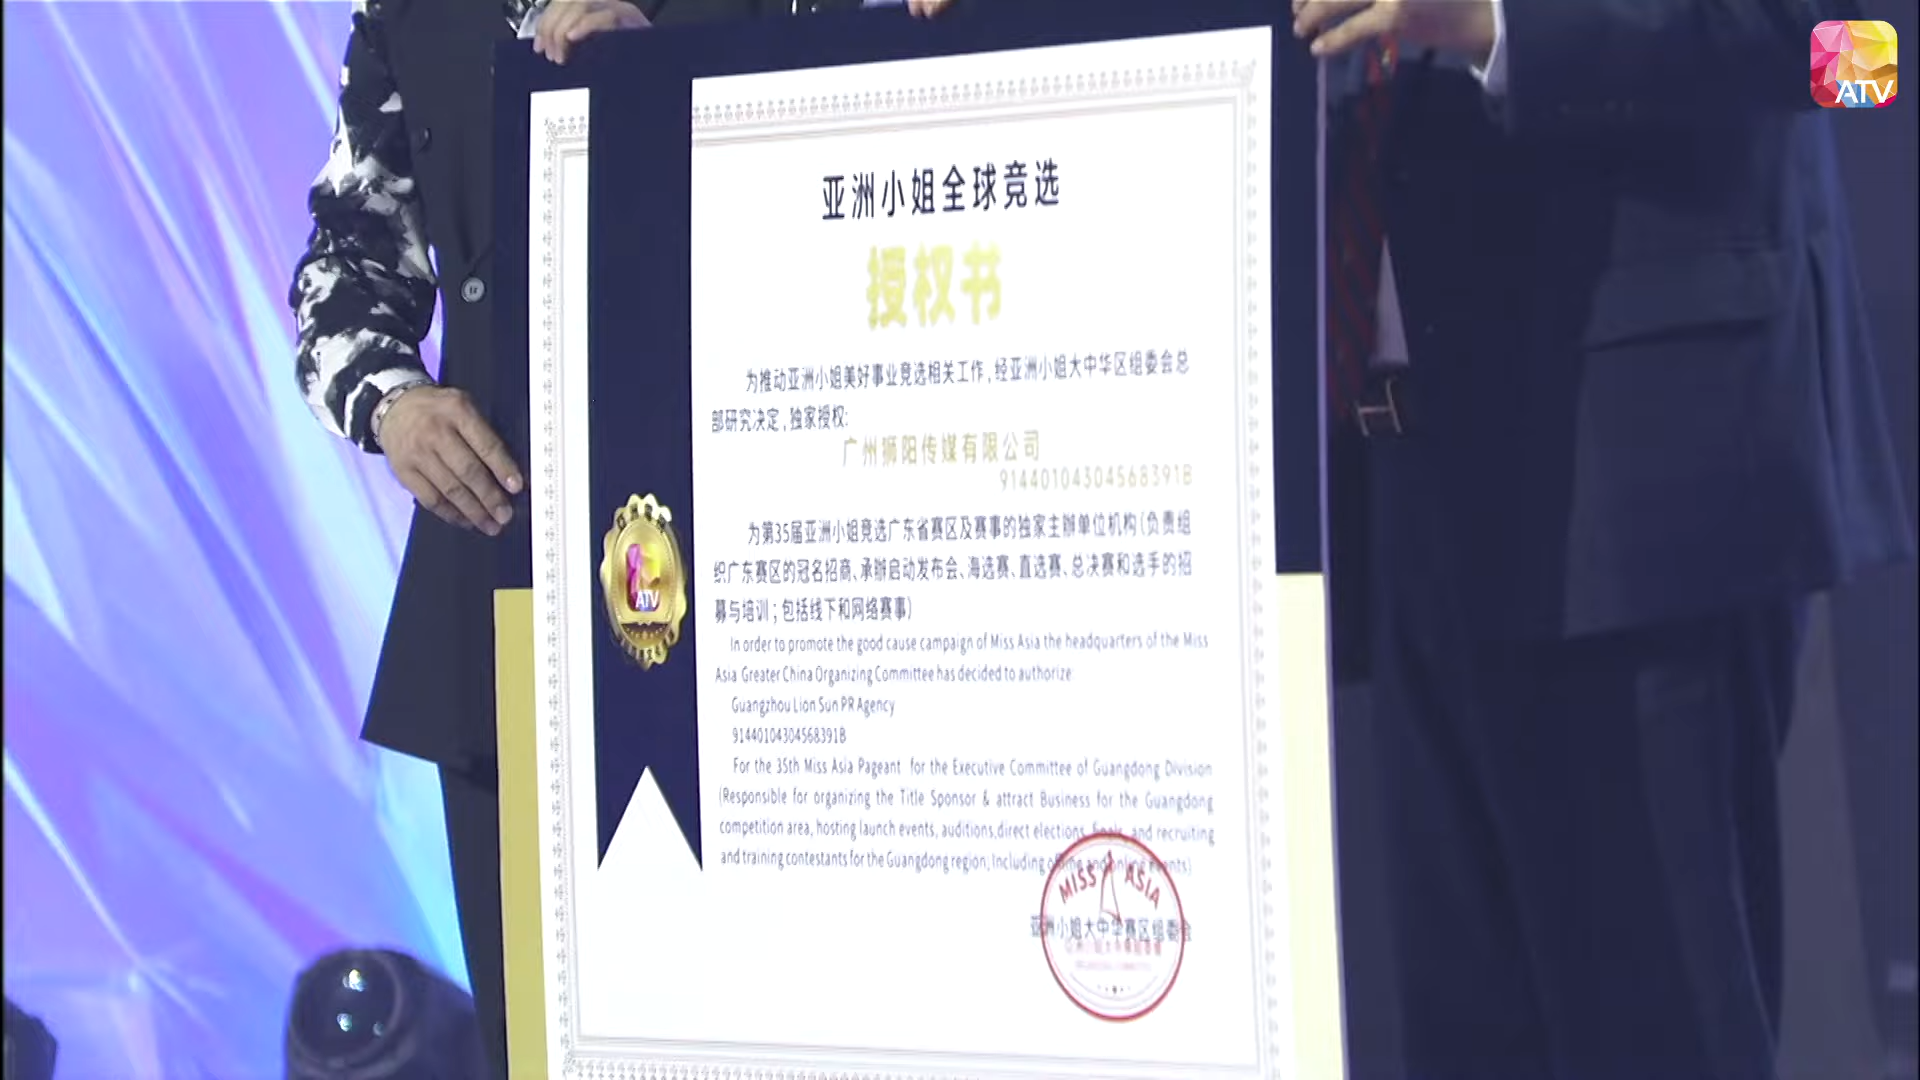 ATV
亚洲小姐全球竞选
授权书
为推动亚洲小姐美好事业竞选相关工作，经亚洲小姐大中华区组委会总
部研究决定，独家授权:
广州狮阳传媒有限公司
91440104304568391B
为第35届亚洲小姐竞选广东省赛区及赛事的独家主辦单位机构(负责组
织广东赛区的冠名招商、承辦启动发布会、海选赛、直选赛、总决赛和选手的招
募与培训；包括线下和网络赛事)
In order to promote the good cause campaign of Miss Asia the headquarters of the Miss
Asia Greater China Organizing Committee has decided to authorize:
Guangzhou Lion Sun PR Agency
91440104304568391B
For the 35th Miss Asia Pageant for the Executive Committee of Guangdong Division
(Responsible for organizing the Title Sponsor & attract Business for the Guangdong
competition area, hosting launch events, auditions,direct elections, finals, and recruiting
and training contestants for the Guangdong region; Including offline and online events)
MISS ASIA
亚洲小姐大中华赛区组委会
ATV